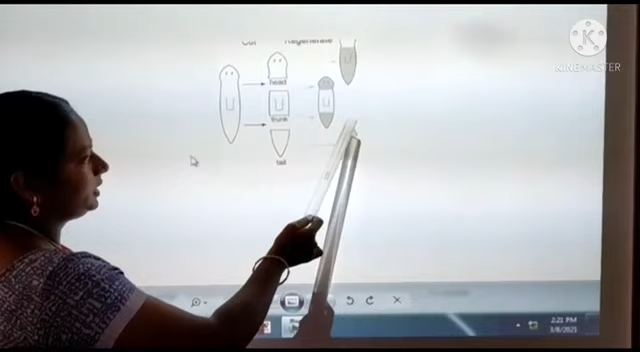 Cut Regenerate
K
KINEMASTER
head
trunk
tail
2:21 PM
3/8/2021